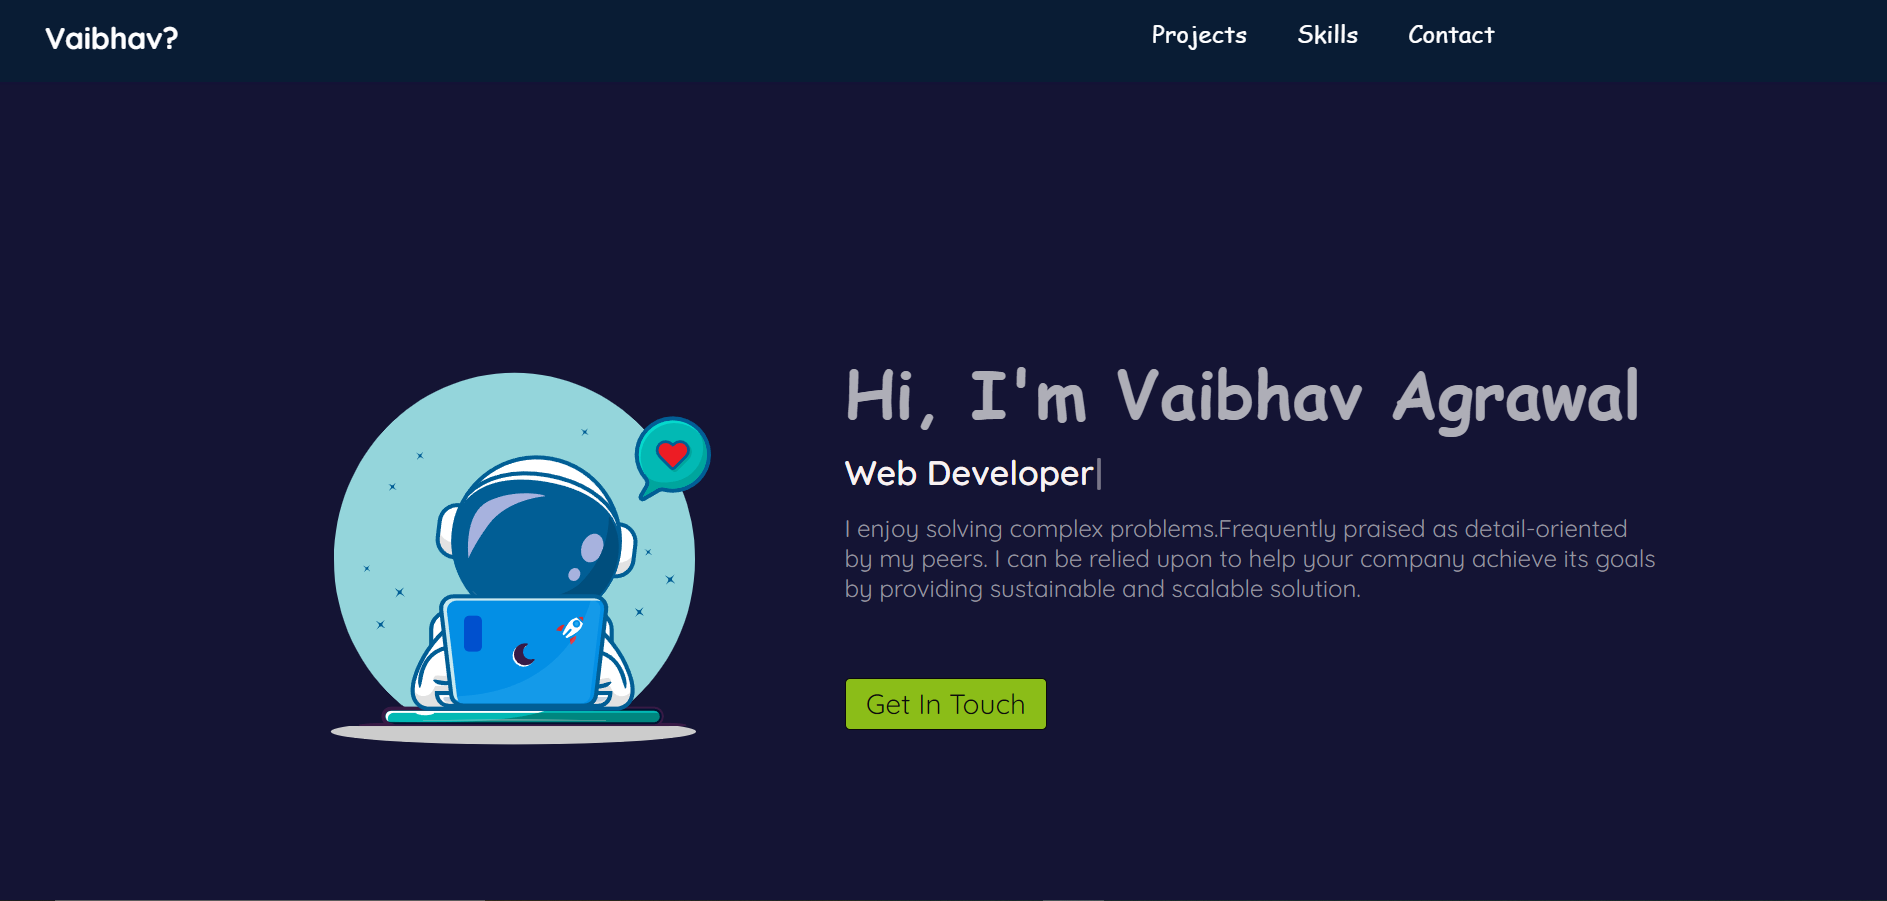 Vaibhav?
Projects Skills Contact
Hi, I'm Vaibhav Agrawal
Web Developer|
I enjoy solving complex problems.Frequently praised as detail-oriented
by my peers. I can be relied upon to help your company achieve its goals
by providing sustainable and scalable solution.
Get In Touch